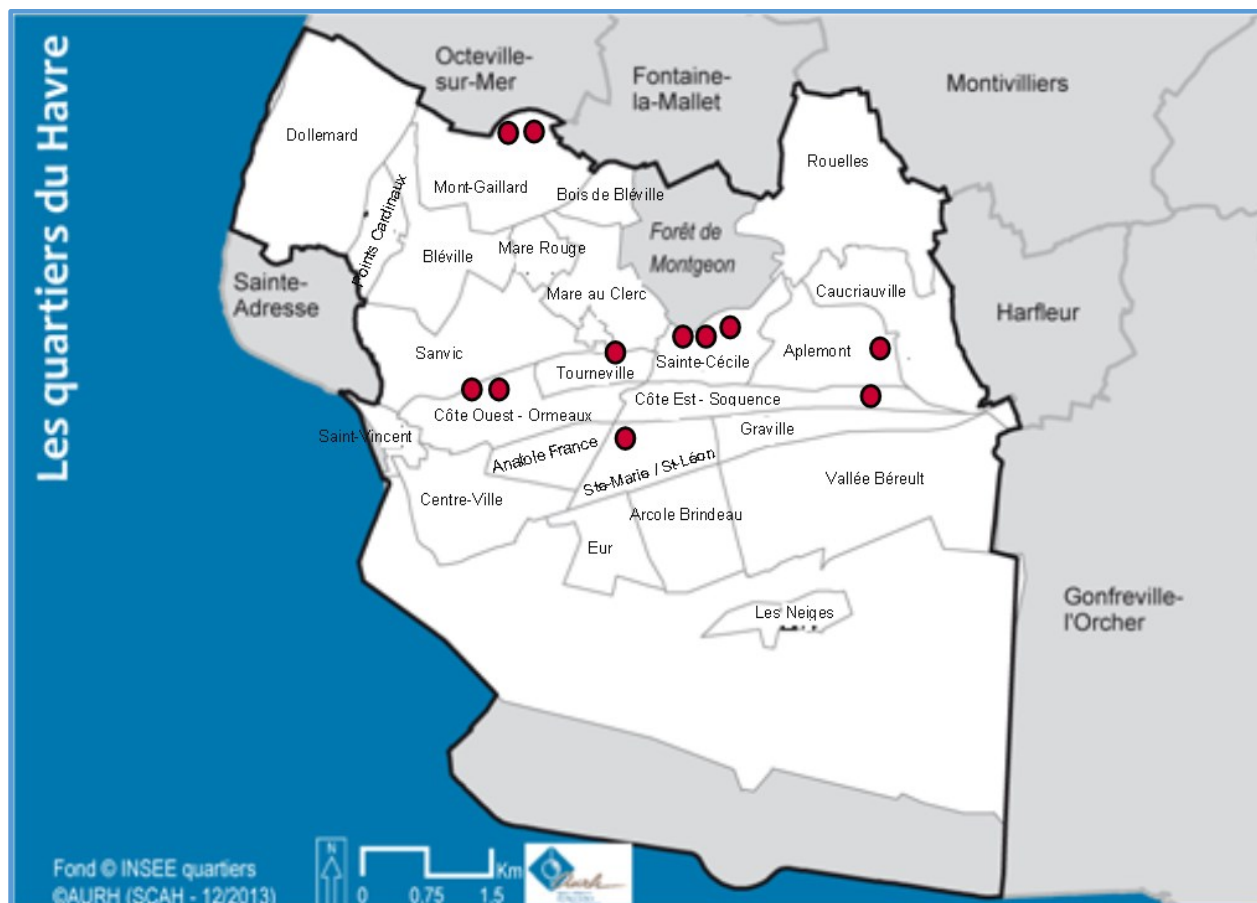 Les quartiers du Havre
Octeville-
sur-Mer
Fontaine-
la-Mallet
Montivilliers
Dollemard
Rouelles
Mont-Gaillard
Bois de Bléville
Points Cardinaux
Forêt de
Montgeon
Bléville
Mare Rouge
Sainte-
Adresse
Mare au Clerc
Caucriauville
Harfleur
Sanvic
Tourneville
Sainte-Cécile
Aplemont
Côte Ouest - Ormeaux
Côte Est - Soquence
Saint-Vincent
Graville
Anatole France
Ste-Marie / St-Léon
Centre-Ville
Vallée Béreult
Arcole Brindeau
Eur
Les Neiges
Gonfreville-
l'Orcher
Fond © INSEE quartiers
©AURH (SCAH - 12/2013)
N
Km
0 0.75 1.5
Aurh